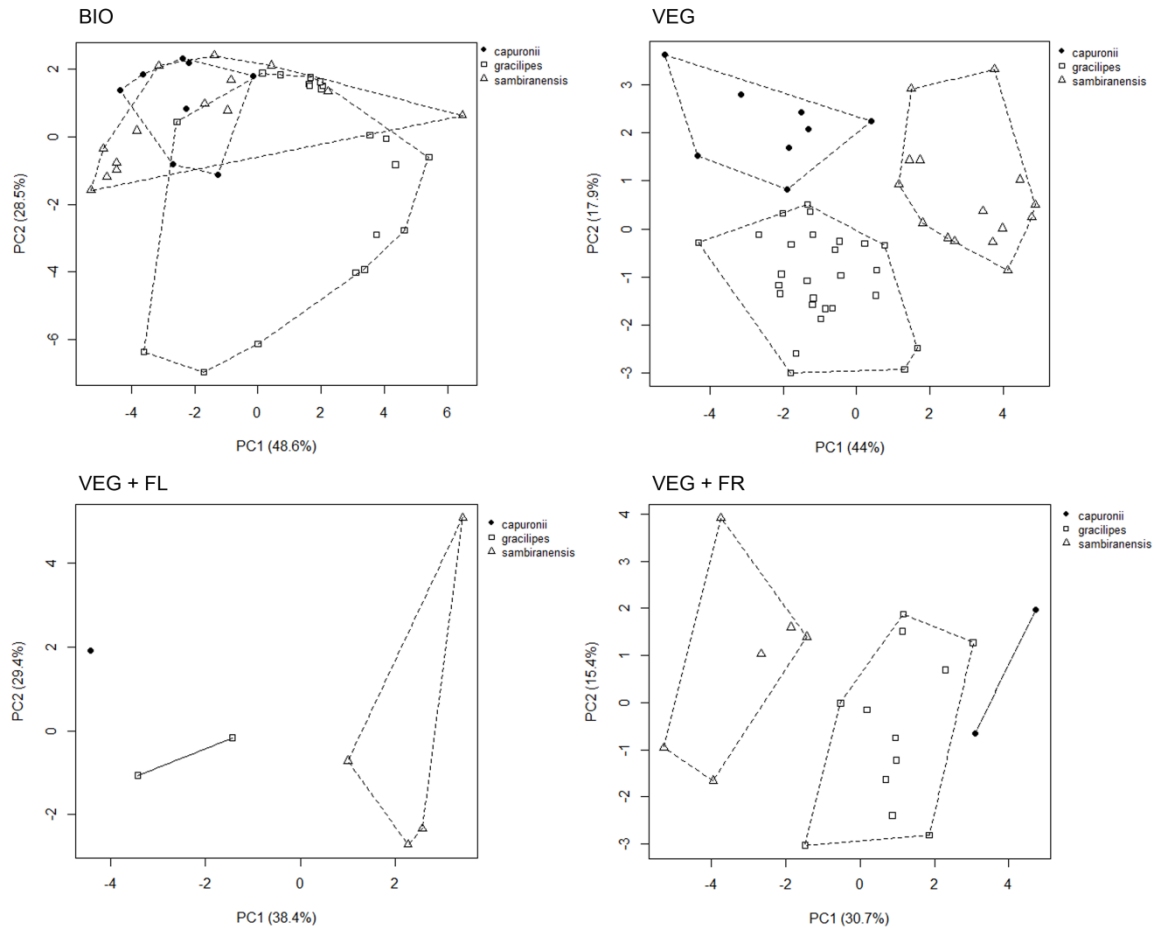 BIO
capuronii
gracilipes
sambiranensis
2
0
-2
-4
-6
PC2 (28.5%)
-4 -2 0 2 4 6
PC1 (48.6%)
VEG
capuronii
gracilipes
sambiranensis
3
2
1
0
-1
-2
-3
PC2 (17.9%)
-4 -2 0 2 4
PC1 (44%)
VEG + FL
capuronii
gracilipes
sambiranensis
4
2
0
-2
PC2 (29.4%)
-4 -2 0 2
PC1 (38.4%)
VEG + FR
capuronii
gracilipes
sambiranensis
4
3
2
1
0
-1
-2
-3
PC2 (15.4%)
-4 -2 0 2 4
PC1 (30.7%)